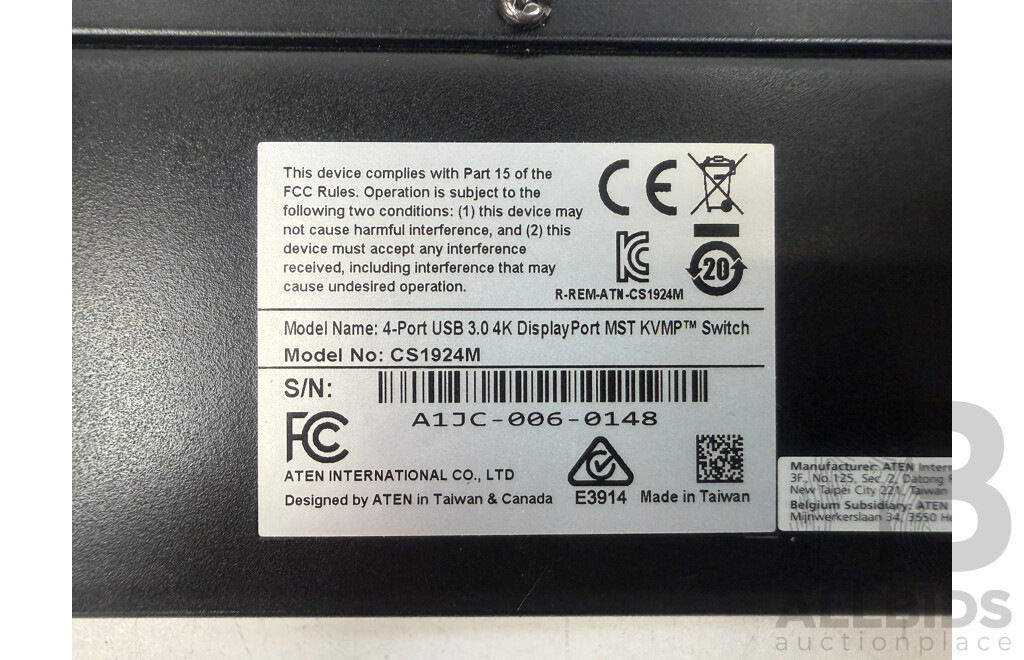 This device complies with Part 15 of the
FCC Rules. Operation is subject to the
following two conditions: (1) this device may
not cause harmful interference, and (2) this
device must accept any interference
received, including interference that may
cause undesired operation.
CE
KC
20
R-REM-ATN-CS1924M
Model Name: 4-Port USB 3.0 4K DisplayPort MST KVMP™ Switch
Model No: CS1924M
S/N:
A1JC-006-0148
FC
ATEN INTERNATIONAL CO., LTD
Designed by ATEN in Taiwan & Canada
E3914
Made in Taiwan
Manufacturer: ATEN Intern
3F., No.125, Sec. 2, Datong
New Taipei City 221, Taiwan
Belgium Subsidiary: ATEN
Mijnwerkerslaan 34, 3550 He
ALLBIDS
auctionplace